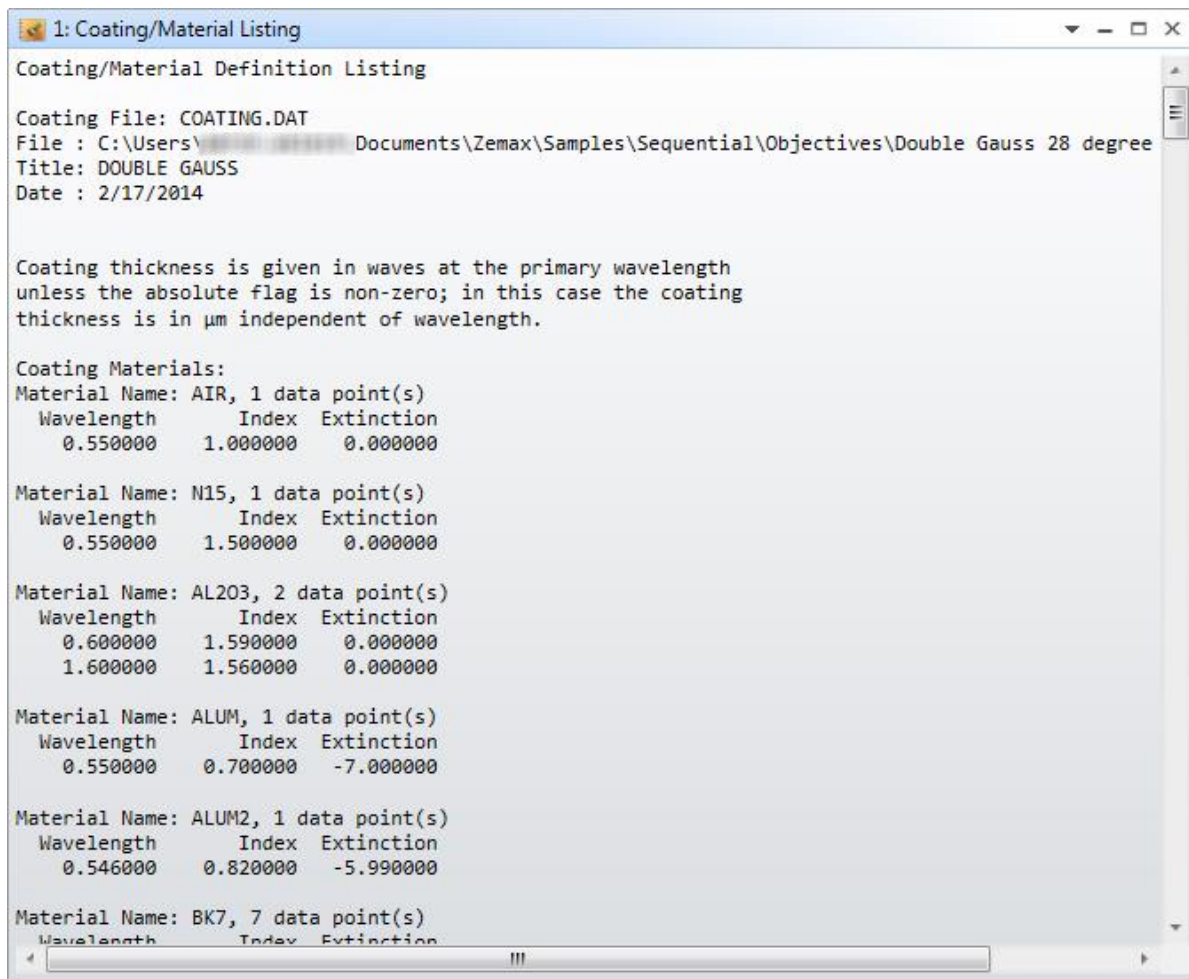 1: Coating/Material Listing
Coating/Material Definition Listing
Coating File: COATING.DAT
File : C:\Users\ Documents\Zemax\Samples\Sequential\Objectives\Double Gauss 28 degree
Title: DOUBLE GAUSS
Date : 2/17/2014
Coating thickness is given in waves at the primary wavelength
unless the absolute flag is non-zero; in this case the coating
thickness is in µm independent of wavelength.
Coating Materials:
Material Name: AIR, 1 data point(s)
Wavelength Index Extinction
0.550000 1.000000 0.000000
Material Name: N15, 1 data point(s)
Wavelength Index Extinction
0.550000 1.500000 0.000000
Material Name: AL2O3, 2 data point(s)
Wavelength Index Extinction
0.600000 1.590000 0.000000
1.600000 1.560000 0.000000
Material Name: ALUM, 1 data point(s)
Wavelength Index Extinction
0.550000 0.700000 -7.000000
Material Name: ALUM2, 1 data point(s)
Wavelength Index Extinction
0.546000 0.820000 -5.990000
Material Name: BK7, 7 data point(s)
Wavelength Index Extinction